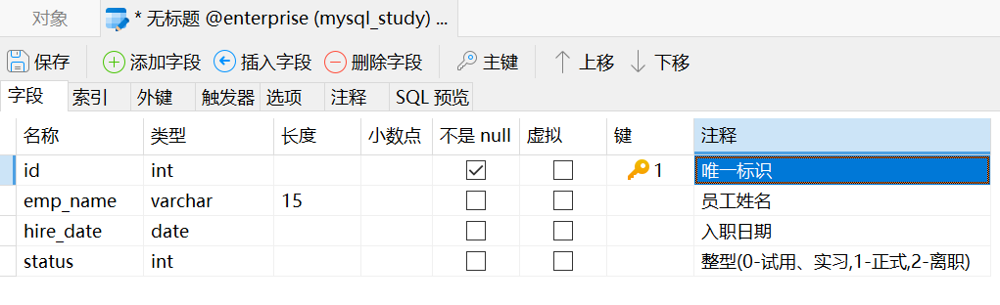 对象
* 无标题 @enterprise (mysql_study) ...
保存 添加字段 插入字段 删除字段 主键 上移 下移
字段 索引 外键 触发器 选项 注释 SQL 预览
名称 类型 长度 小数点 不是 null 虚拟 键 注释
id int 1 唯一标识
emp_name varchar 15 员工姓名
hire_date date 入职日期
status int 整型(0-试用、实习,1-正式,2-离职)